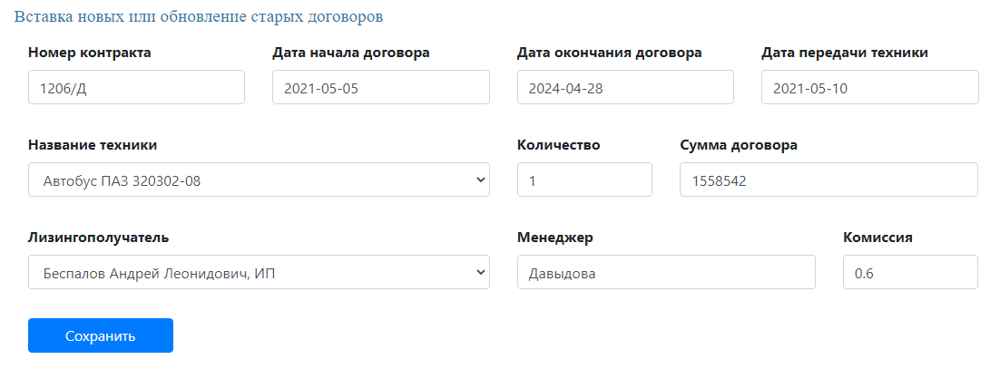 Вставка новых или обновление старых договоров
Номер контракта Дата начала договора Дата окончания договора Дата передачи техники
1206/Д 2021-05-05 2024-04-28 2021-05-10
Название техники Количество Сумма договора
Автобус ПАЗ 320302-08 1 1558542
Лизингополучатель Менеджер Комиссия
Беспалов Андрей Леонидович, ИП Давыдова 0.6
Сохранить